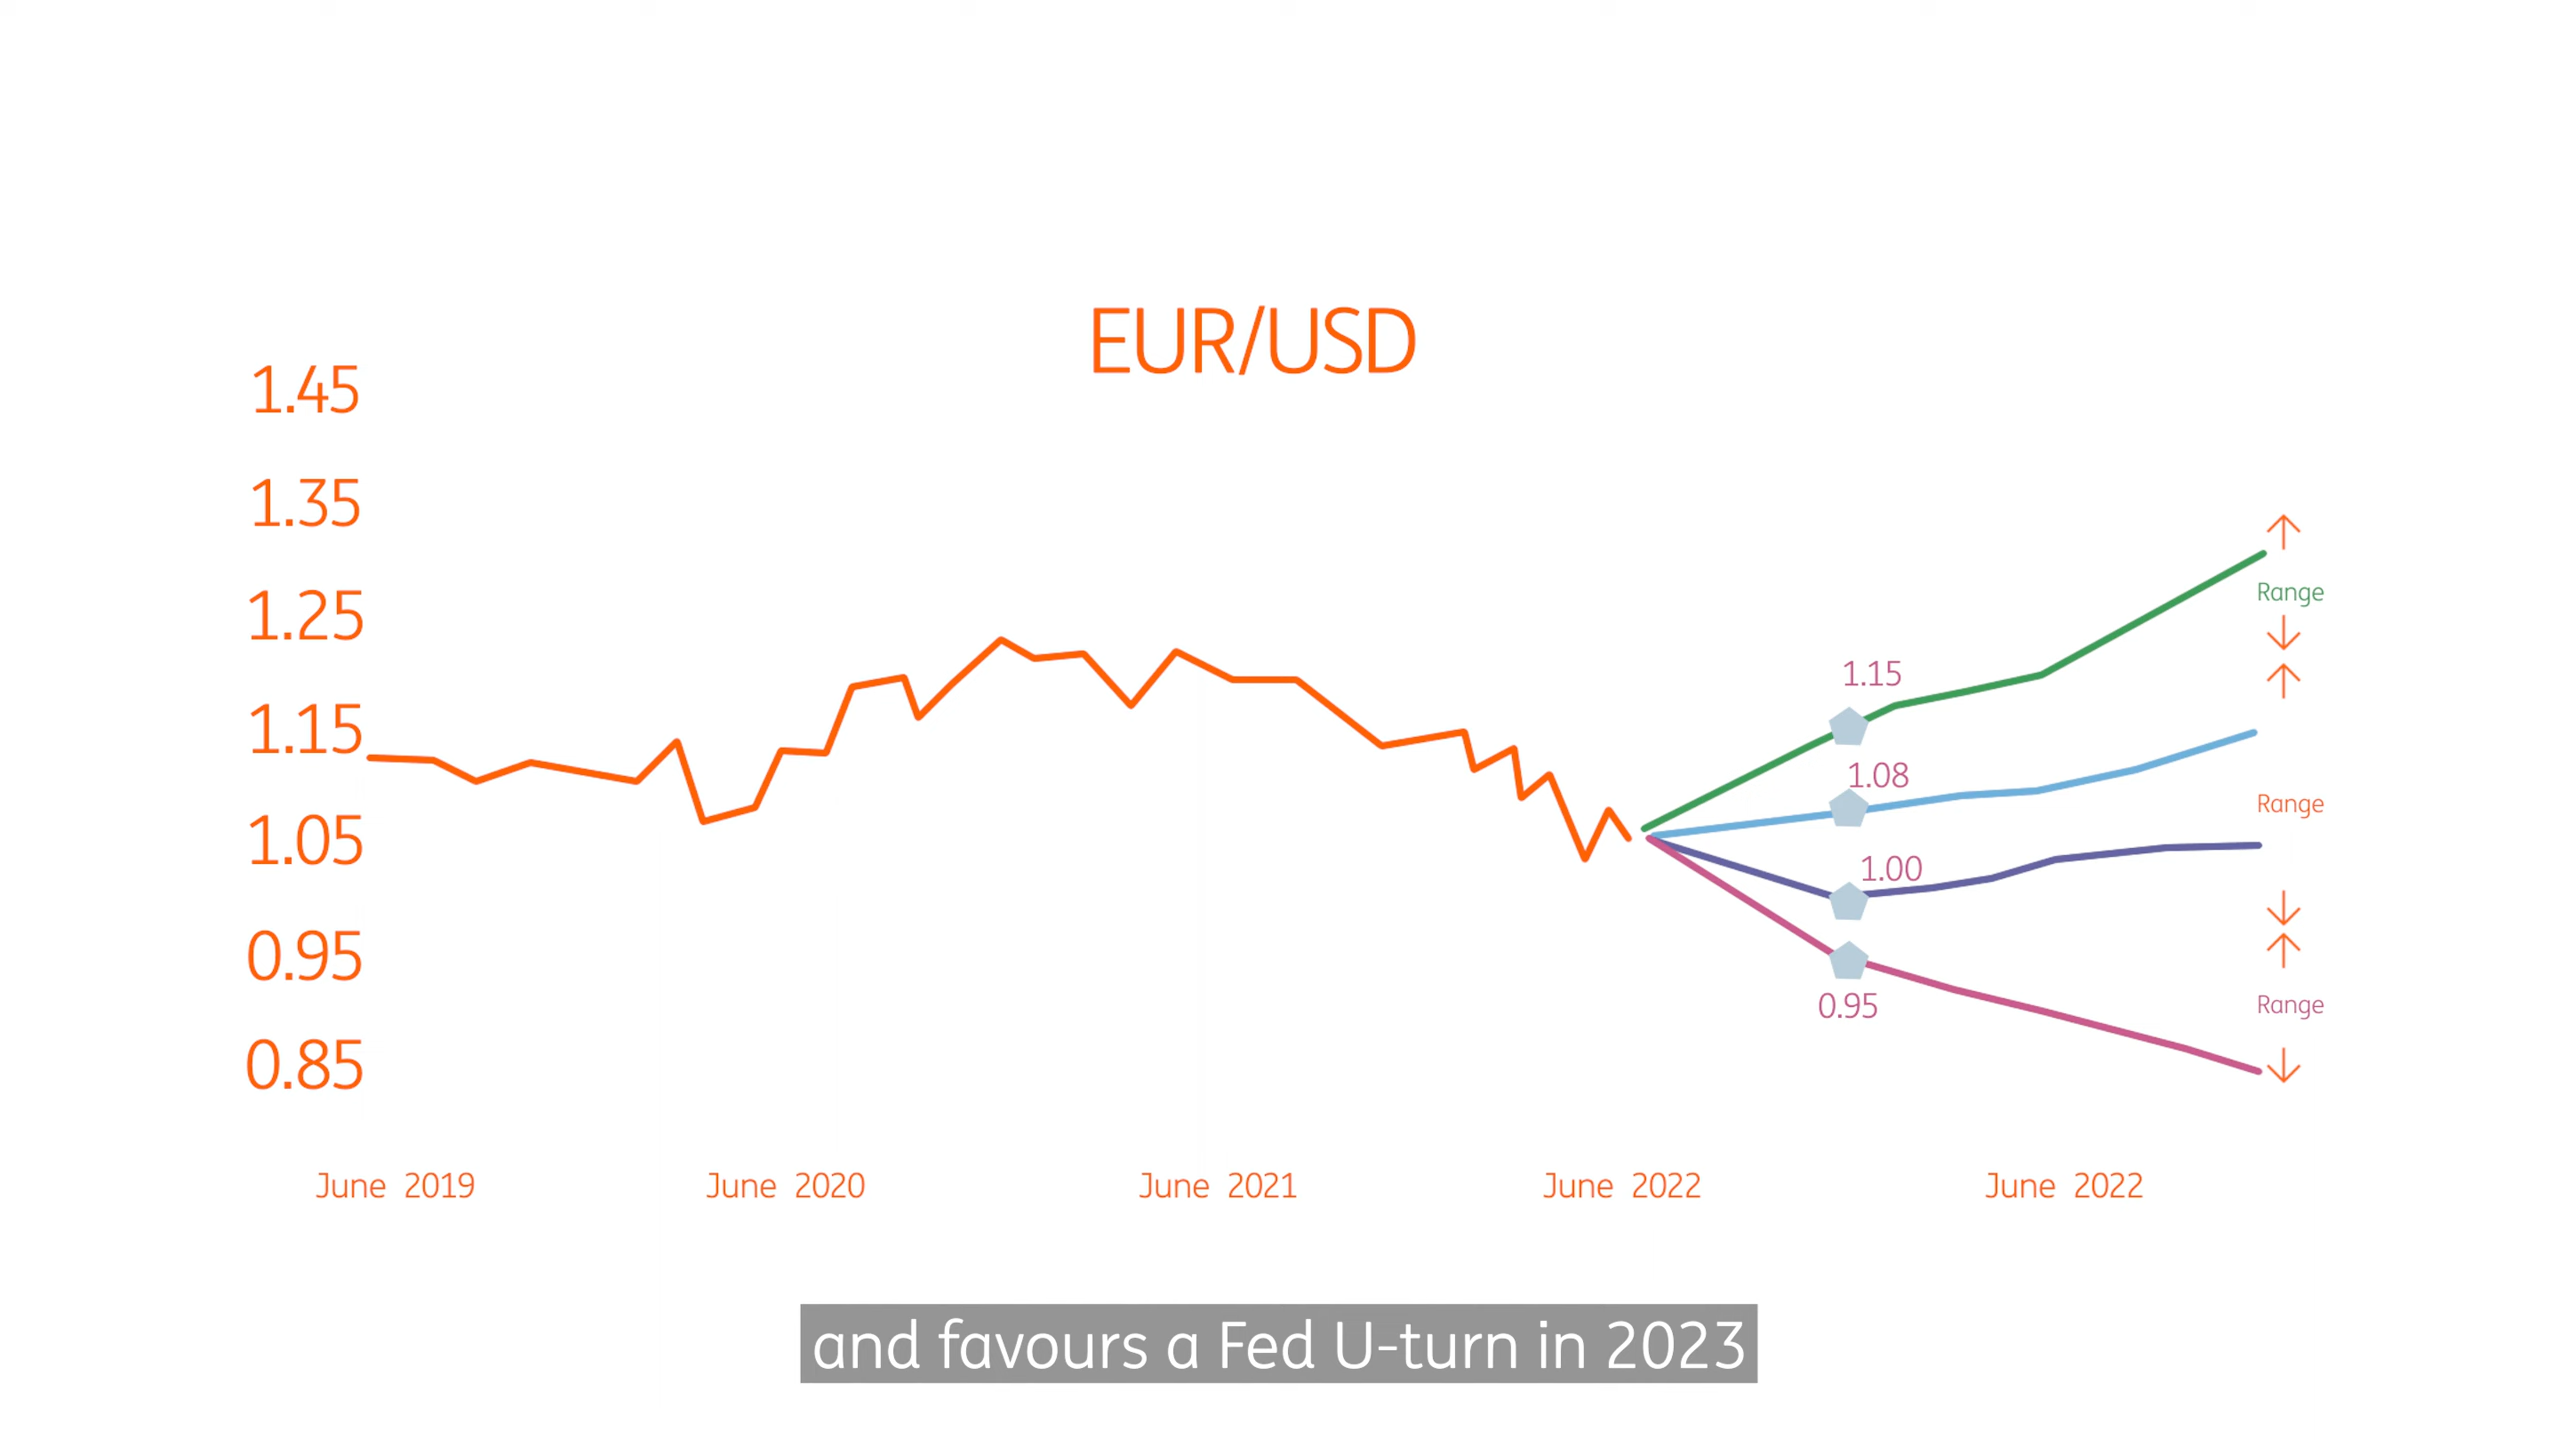 EUR/USD
1.45
1.35
1.25
1.15
1.05
0.95
0.85
1.15
1.08
1.00
0.95
Range
Range
Range
June 2019
June 2020
June 2021
June 2022
June 2022
and favours a Fed U-turn in 2023